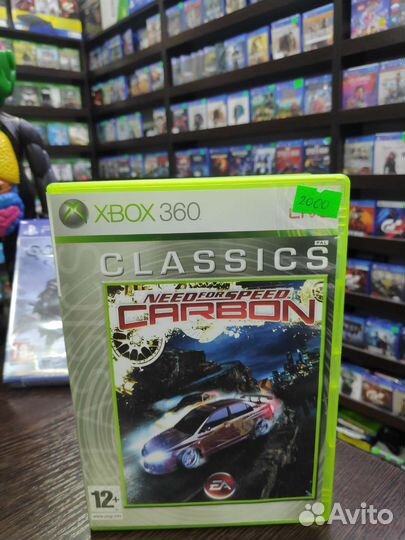 XBOX 360
2000
PAL
CLASSICS
NEED FOR SPEED
CARBON
EA
12+
Avito